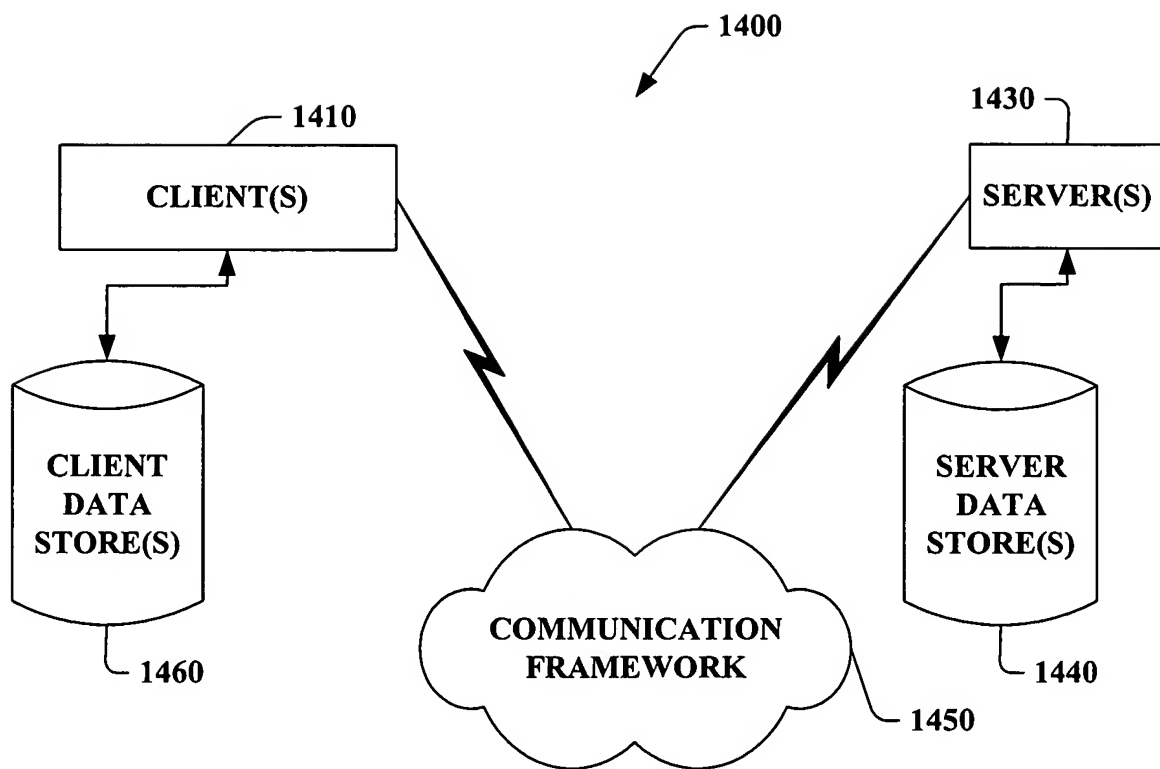 1400
1410
1430
CLIENT(S)
SERVER(S)
CLIENT
DATA
STORE(S)
SERVER
DATA
STORE(S)
COMMUNICATION
FRAMEWORK
1460
1440
1450